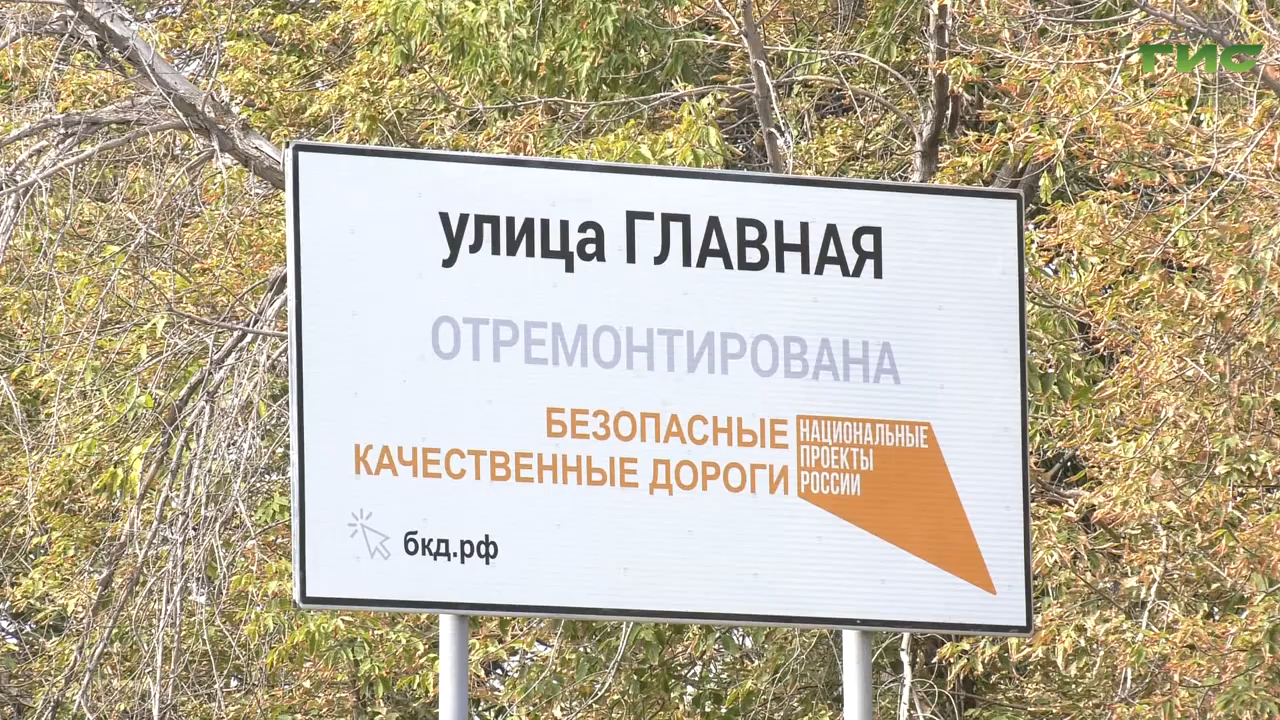 ГИС
улица ГЛАВНАЯ
ОТРЕМОНТИРОВАНА
БЕЗОПАСНЫЕ
КАЧЕСТВЕННЫЕ ДОРОГИ
НАЦИОНАЛЬНЫЕ
ПРОЕКТЫ
РОССИИ
бкд.рф